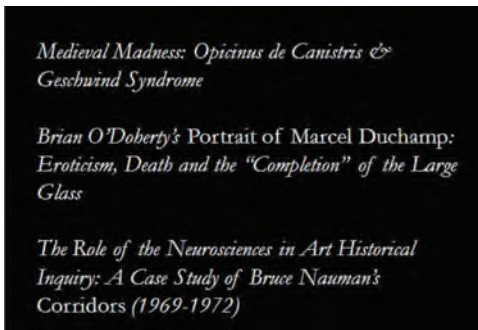 Medieval Madness: Opicinus de Canistris &
Geschwind Syndrome
Brian O'Doherty's Portrait of Marcel Duchamp:
Eroticism, Death and the “Completion” of the Large
Glass
The Role of the Neurosciences in Art Historical
Inquiry: A Case Study of Bruce Nauman's
Corridors (1969-1972)